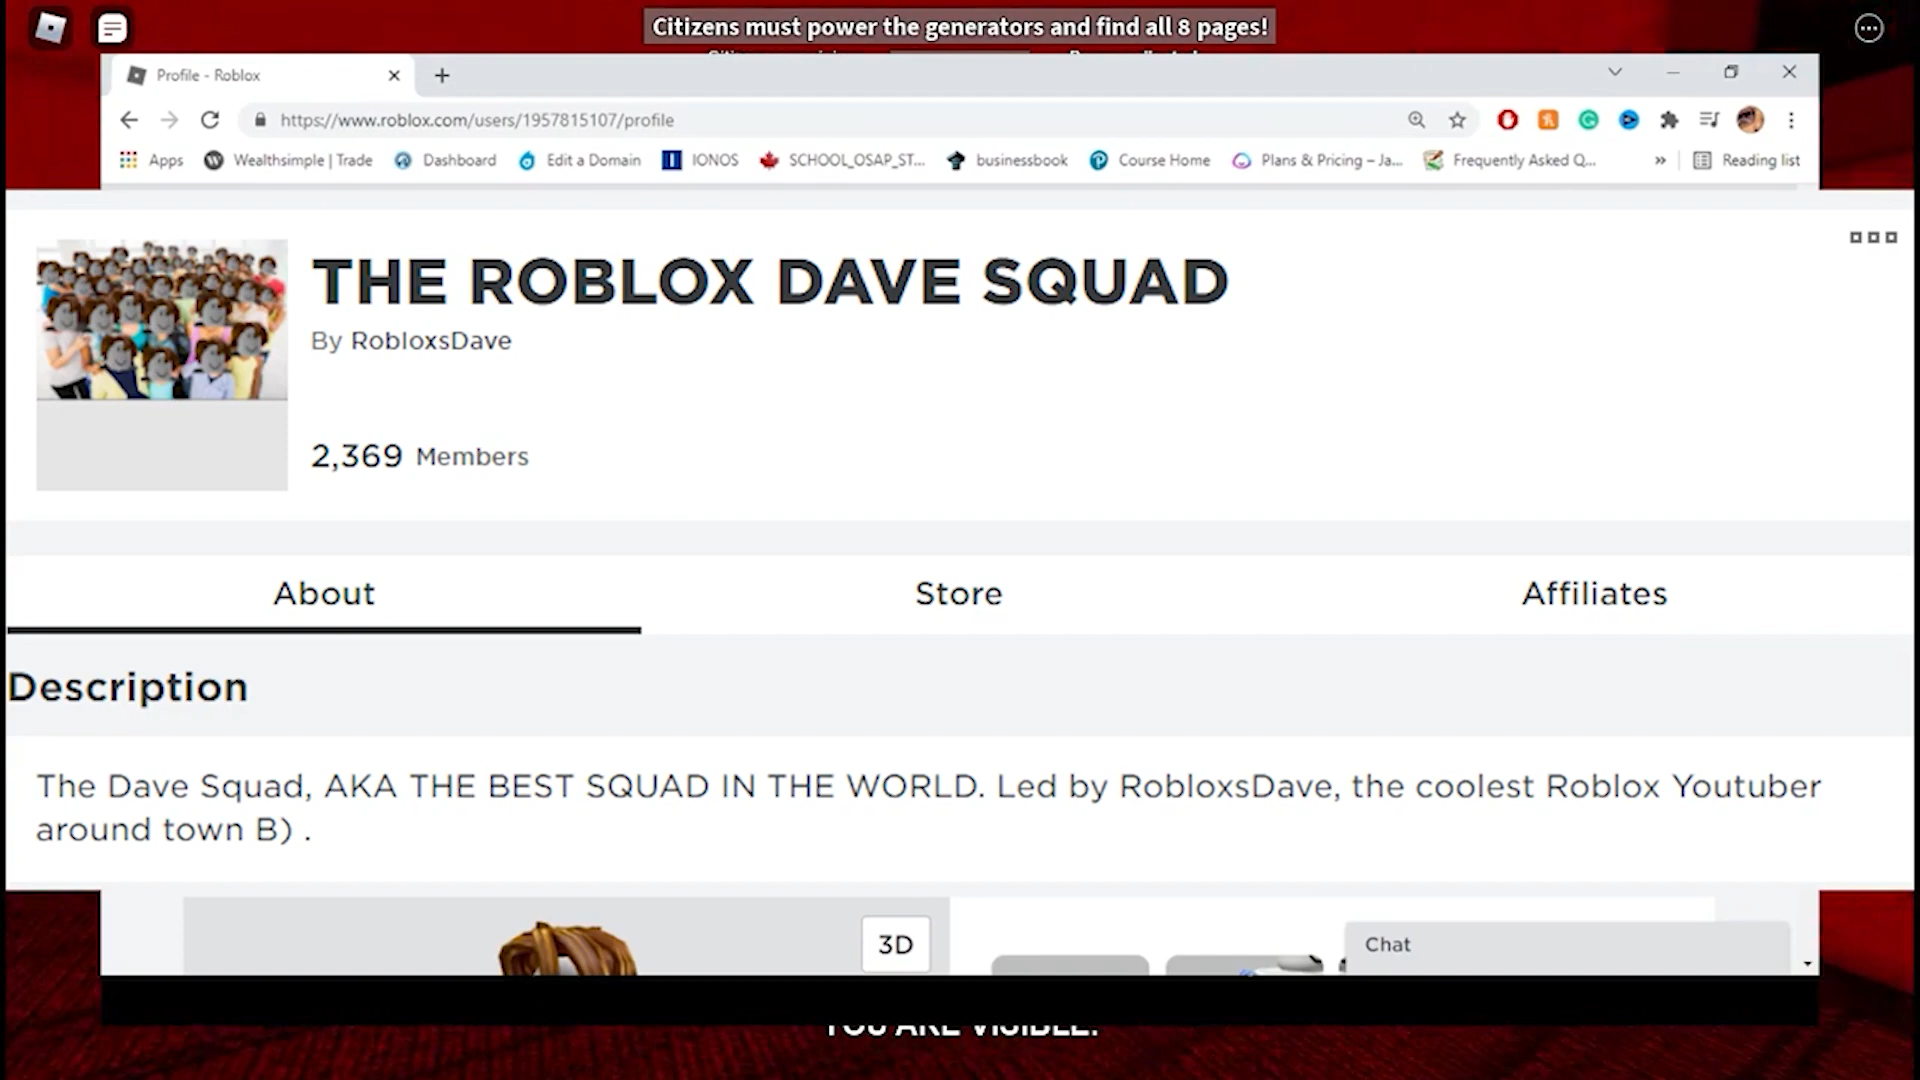 Citizens must power the generators and find all 8 pages!
Profile - Roblox
https://www.roblox.com/users/1957815107/profile
Apps Wealthsimple | Trade Dashboard Edit a Domain IONOS SCHOOL_OSAP_ST... businessbook Course Home Plans & Pricing – Ja... Frequently Asked Q... » Reading list
THE ROBLOX DAVE SQUAD
By RobloxsDave
2,369 Members
About Store Affiliates
Description
The Dave Squad, AKA THE BEST SQUAD IN THE WORLD. Led by RobloxsDave, the coolest Roblox Youtuber
around town B) .
3D
Chat
YOU ARE VISIBLE.